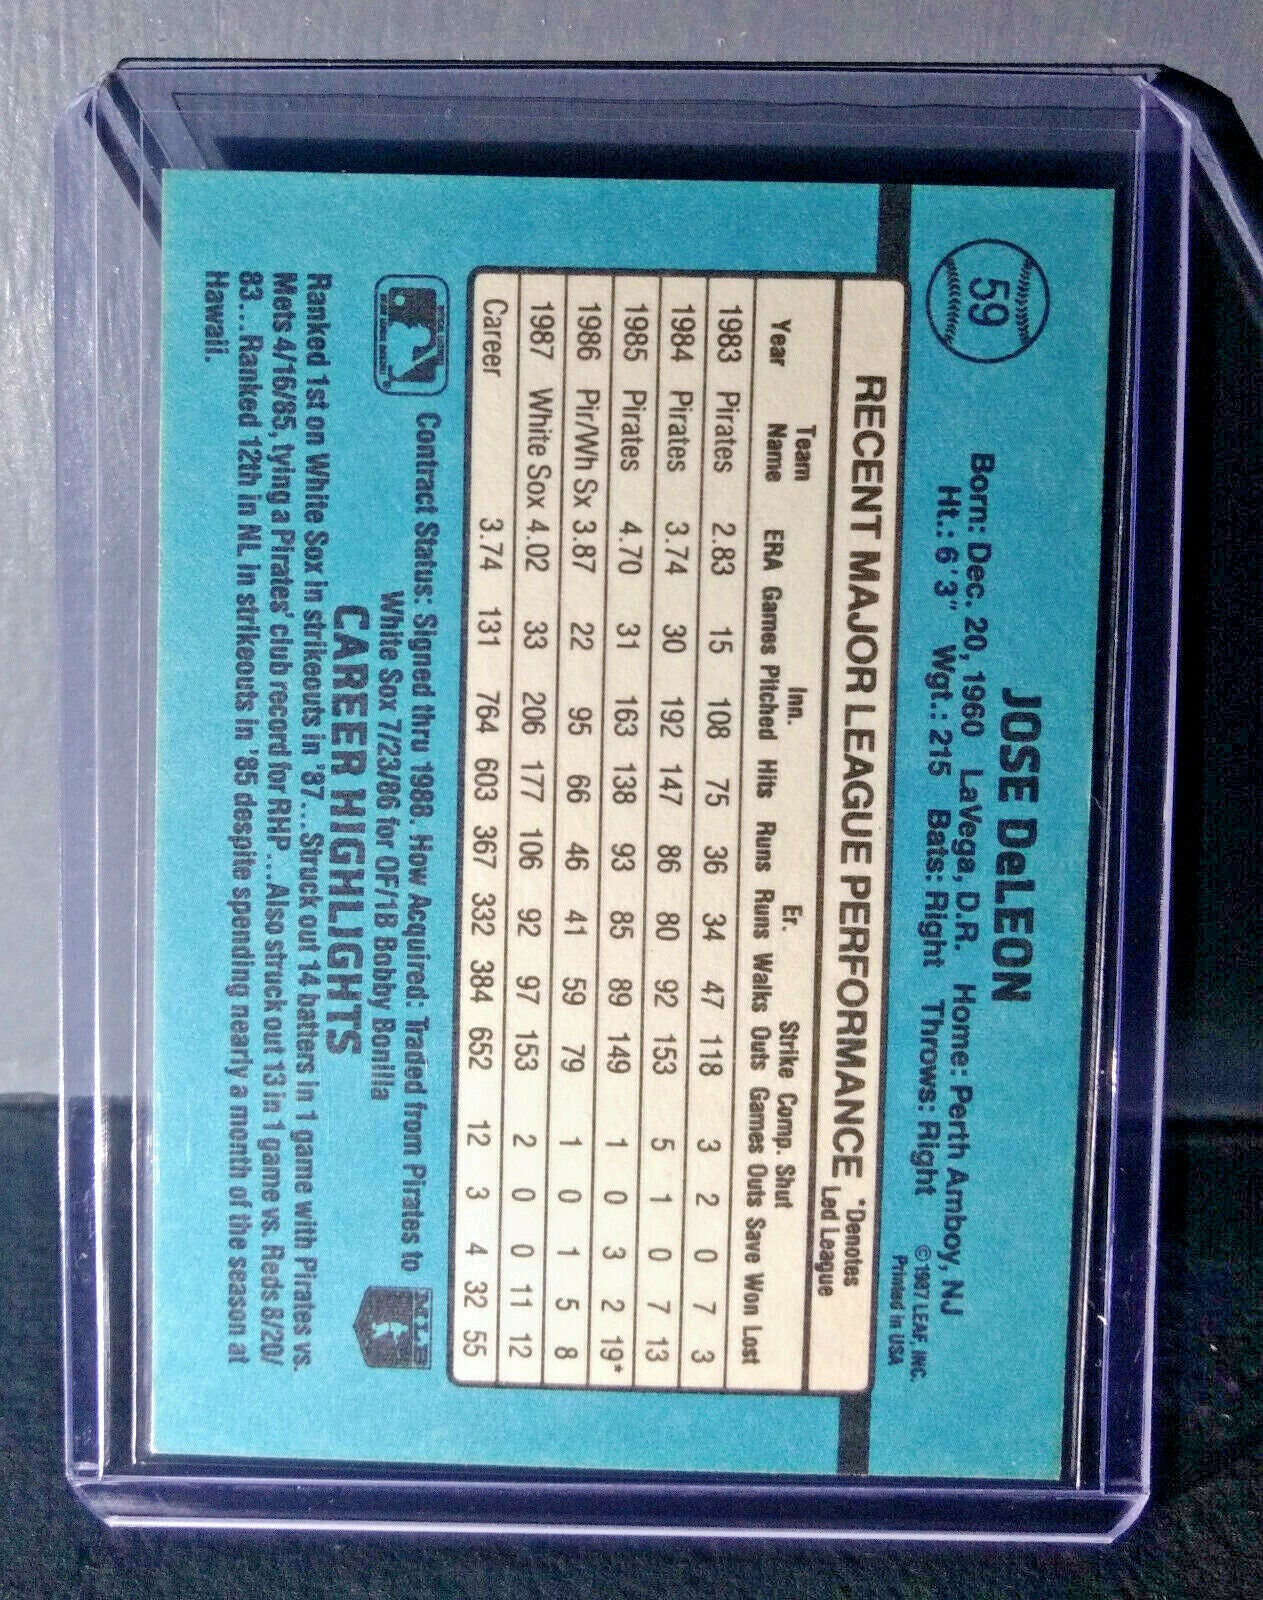 59
JOSE DeLEON
Born: Dec. 20, 1960 LaVega, D.R. Home: Perth Amboy, NJ
Ht.: 6'3" Wgt.: 215 Bats: Right Throws: Right
©1987 LEAF, INC.
Printed in USA
RECENT MAJOR LEAGUE PERFORMANCE *Denotes Led League
Team Inn. Er. Strike Comp. Shut
Year Name ERA Games Pitched Hits Runs Runs Walks Outs Games Outs Save Won Lost
1983 Pirates 2.83 15 108 75 36 34 47 118 3 2 0 7 3
1984 Pirates 3.74 30 192 147 86 80 92 153 5 1 0 7 13
1985 Pirates 4.70 31 163 138 93 85 89 149 1 0 3 2 19*
1986 Pir/Wh Sx 3.87 22 95 66 46 41 59 79 1 0 1 5 8
1987 White Sox 4.02 33 206 177 106 92 97 153 2 0 0 11 12
Career 3.74 131 764 603 367 332 384 652 12 3 4 32 55
Contract Status: Signed thru 1988. How Acquired: Traded from Pirates to
White Sox 7/23/86 for OF/1B Bobby Bonilla
MLB
CAREER HIGHLIGHTS
Ranked 1st on White Sox in strikeouts in '87...Struck out 14 batters in 1 game with Pirates vs.
Mets 4/16/85, tying a Pirates' club record for RHP...Also struck out 13 in 1 game vs. Reds 8/20/
83...Ranked 12th in NL in strikeouts in '85 despite spending nearly a month of the season at
Hawaii.